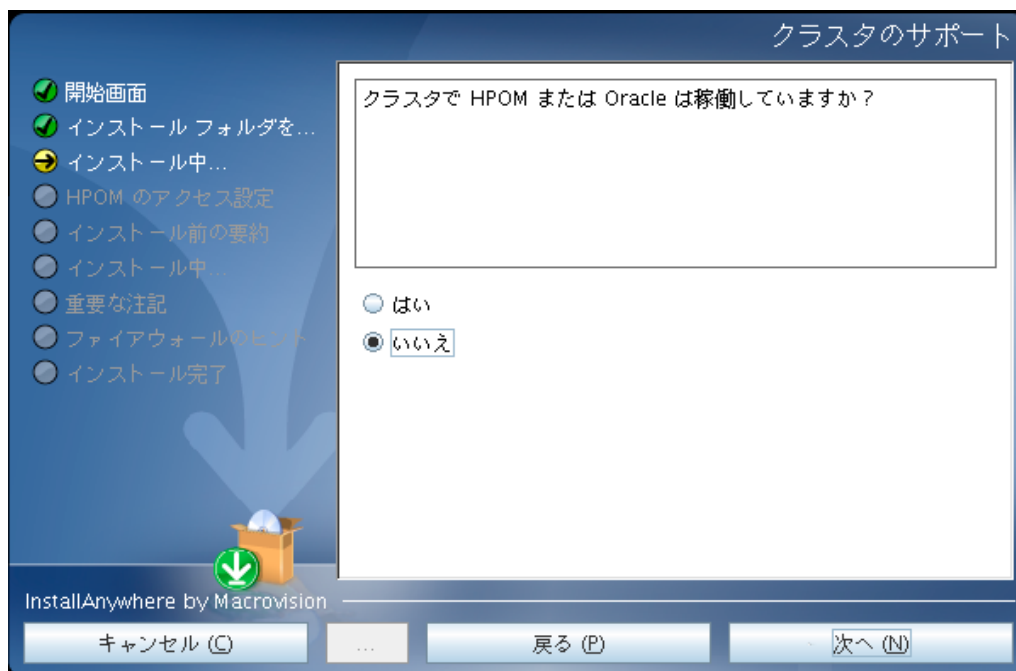 クラスタのサポート
開始画面
インストール フォルダを...
インストール中...
HPOM のアクセス設定
インストール前の要約
インストール中...
重要な注記
ファイアウォールのヒント
インストール完了
クラスタで HPOM または Oracle は稼働していますか？
はい
いいえ
InstallAnywhere by Macrovision
キャンセル (C)
...
戻る (P)
次へ (N)